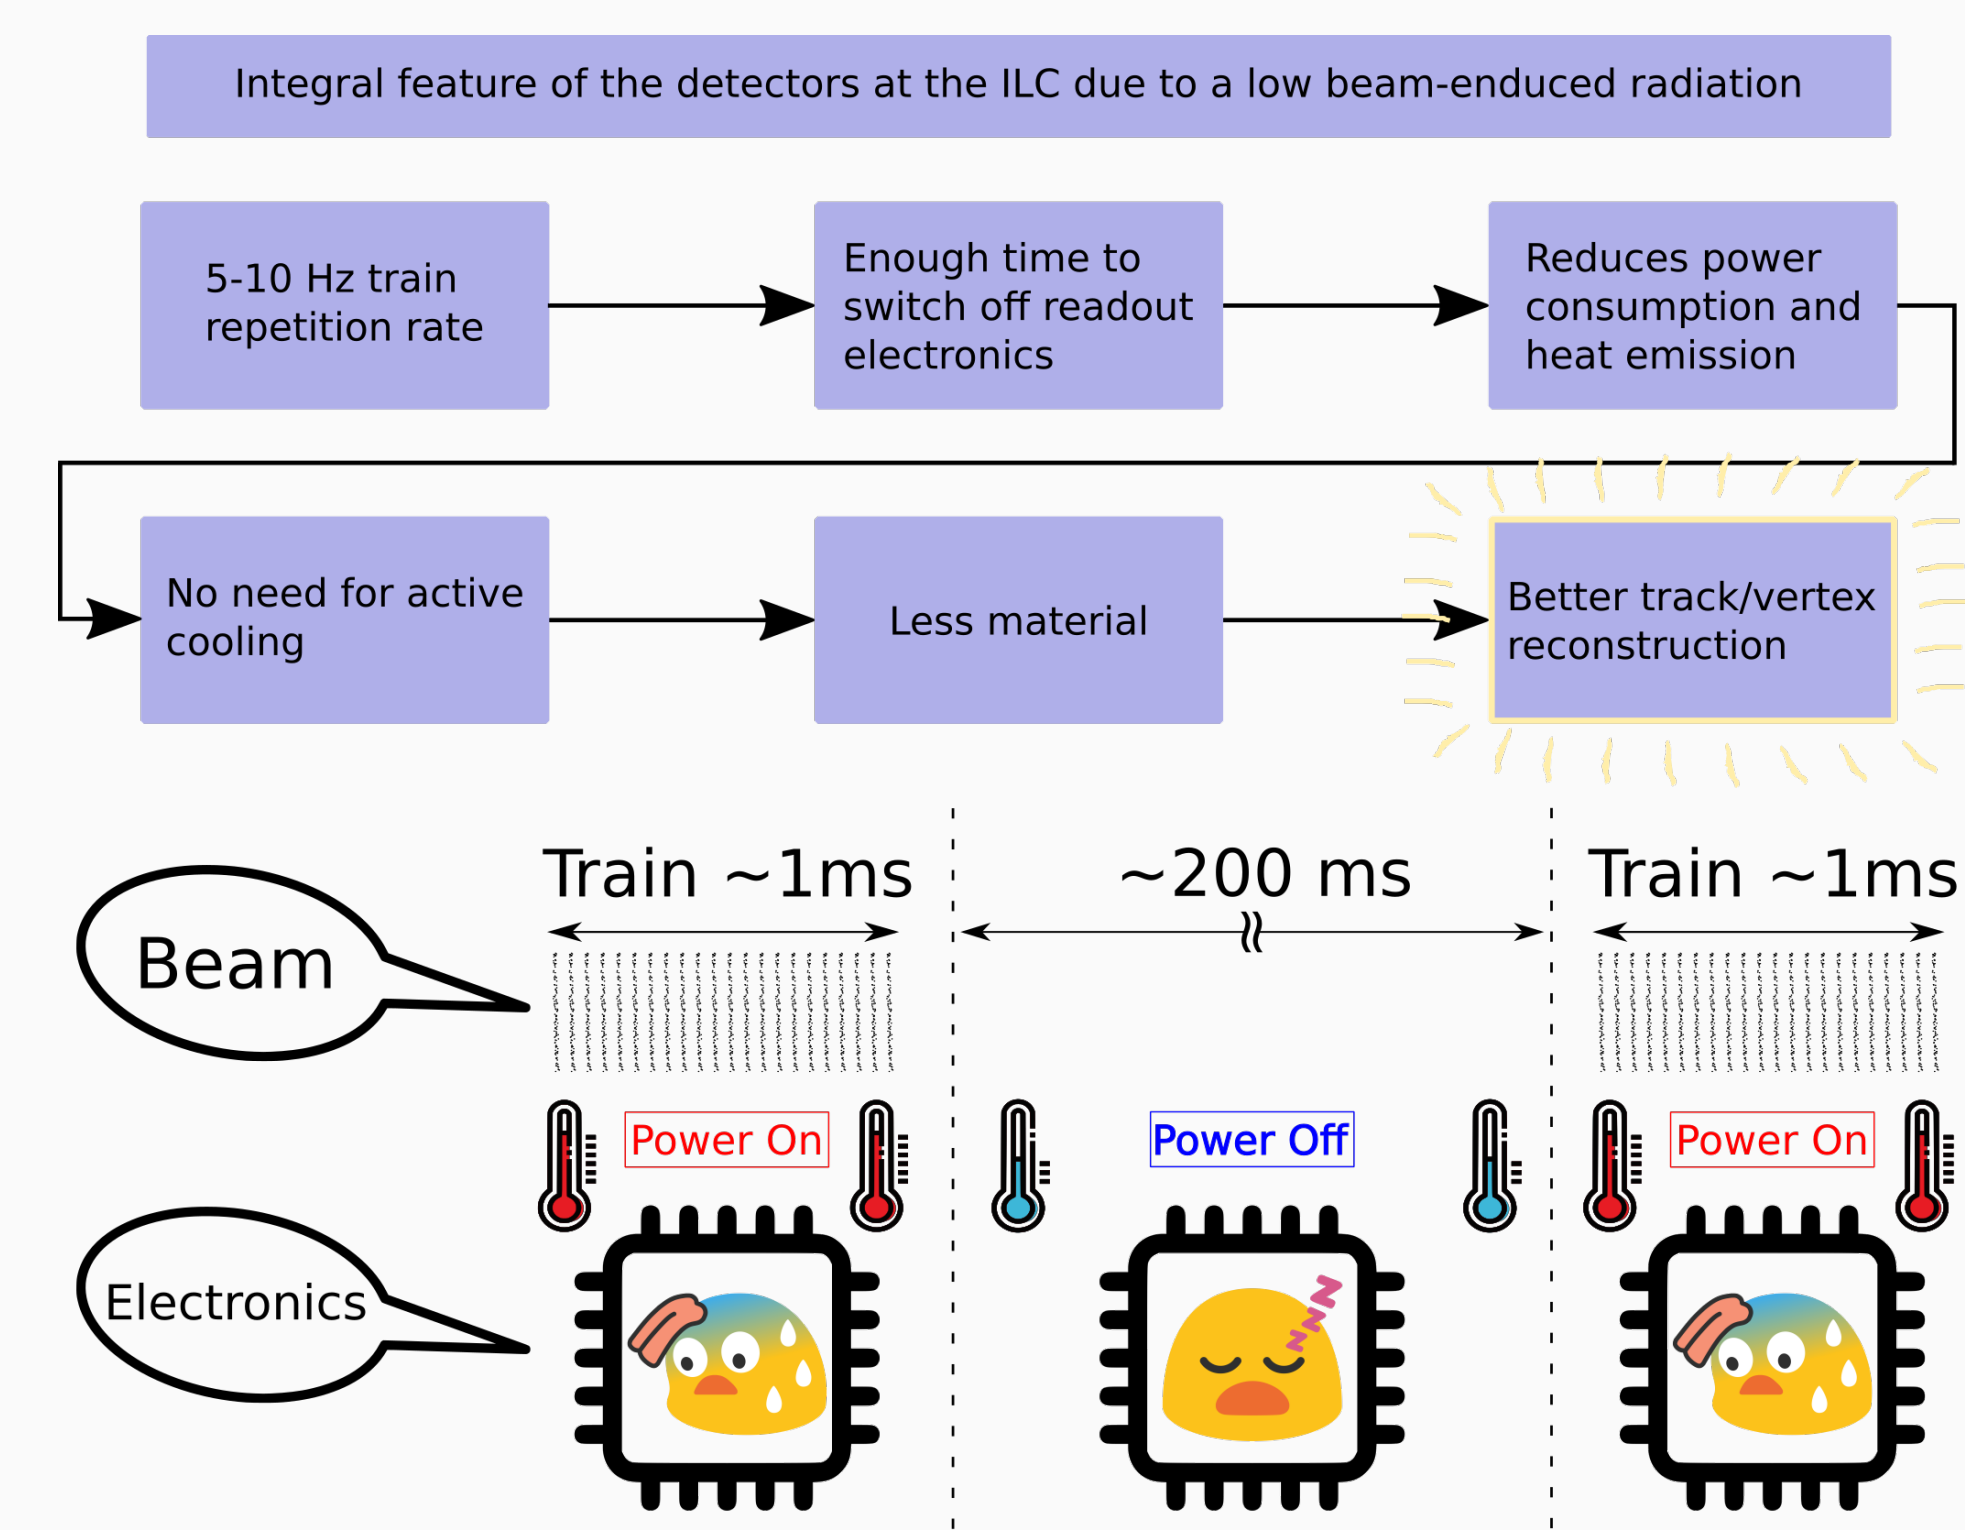 Integral feature of the detectors at the ILC due to a low beam-enduced radiation
5-10 Hz train
repetition rate
Enough time to
switch off readout
electronics
Reduces power
consumption and
heat emission
No need for active
cooling
Less material
Better track/vertex
reconstruction
Train ~1ms
~200 ms
Train ~1ms
Beam
Power On
Power Off
Power On
Electronics